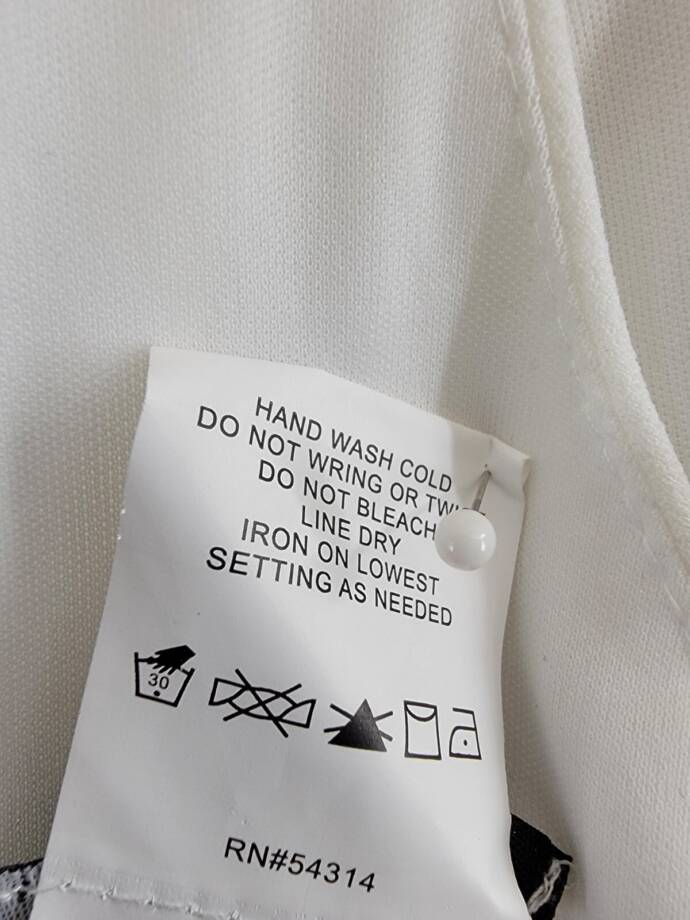 HAND WASH COLD
DO NOT WRING OR
DO NOT BLEACH
LINE DRY
IRON ON LOWEST
SETTING AS NEEDED
30
RN#54314